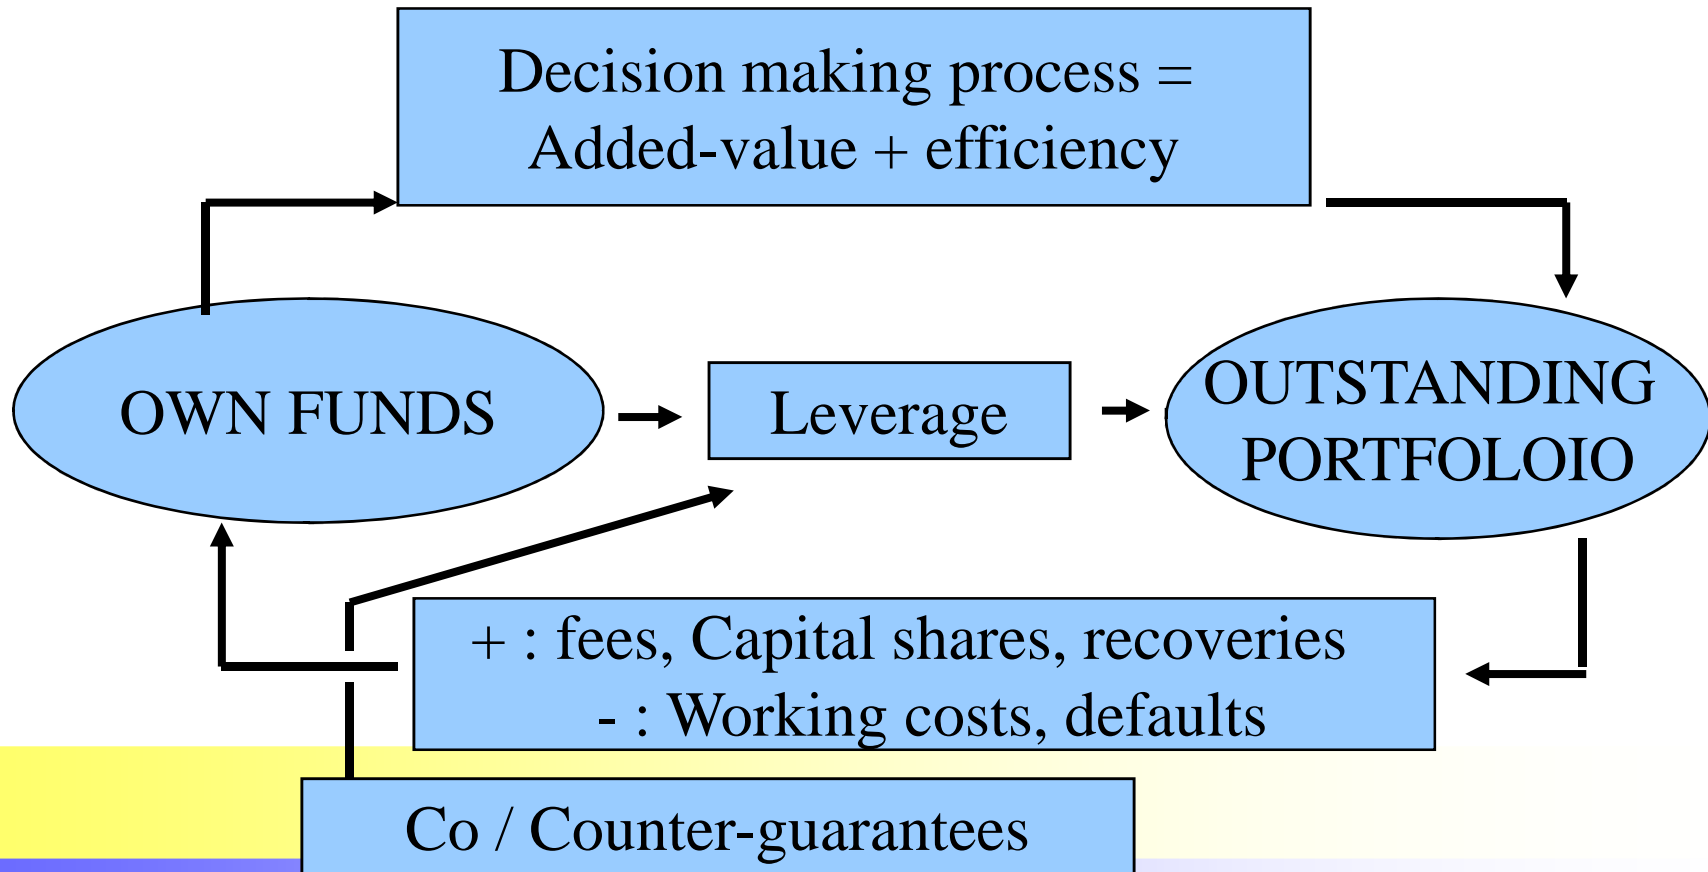 Decision making process =
Added-value + efficiency
OWN FUNDS
Leverage
OUTSTANDING
PORTFOLOIO
+ : fees, Capital shares, recoveries
- : Working costs, defaults
Co / Counter-guarantees